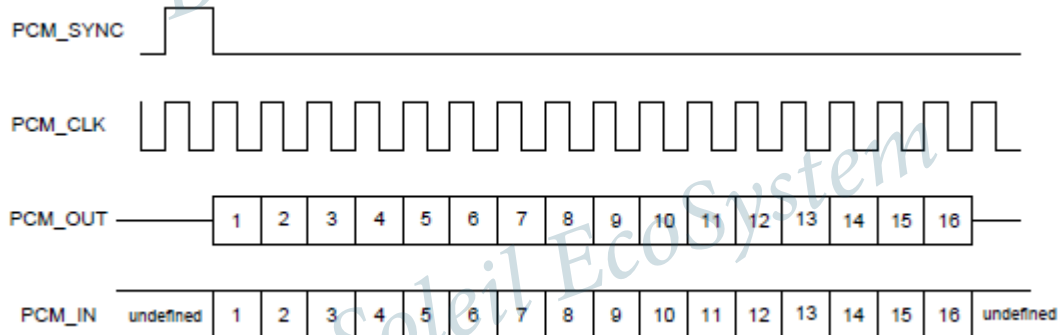 PCM_SYNC
PCM_CLK
PCM_OUT 1 2 3 4 5 6 7 8 9 10 11 12 13 14 15 16
PCM_IN undefined 1 2 3 4 5 6 7 8 9 10 11 12 13 14 15 16 undefined
Soleil EcoSystem